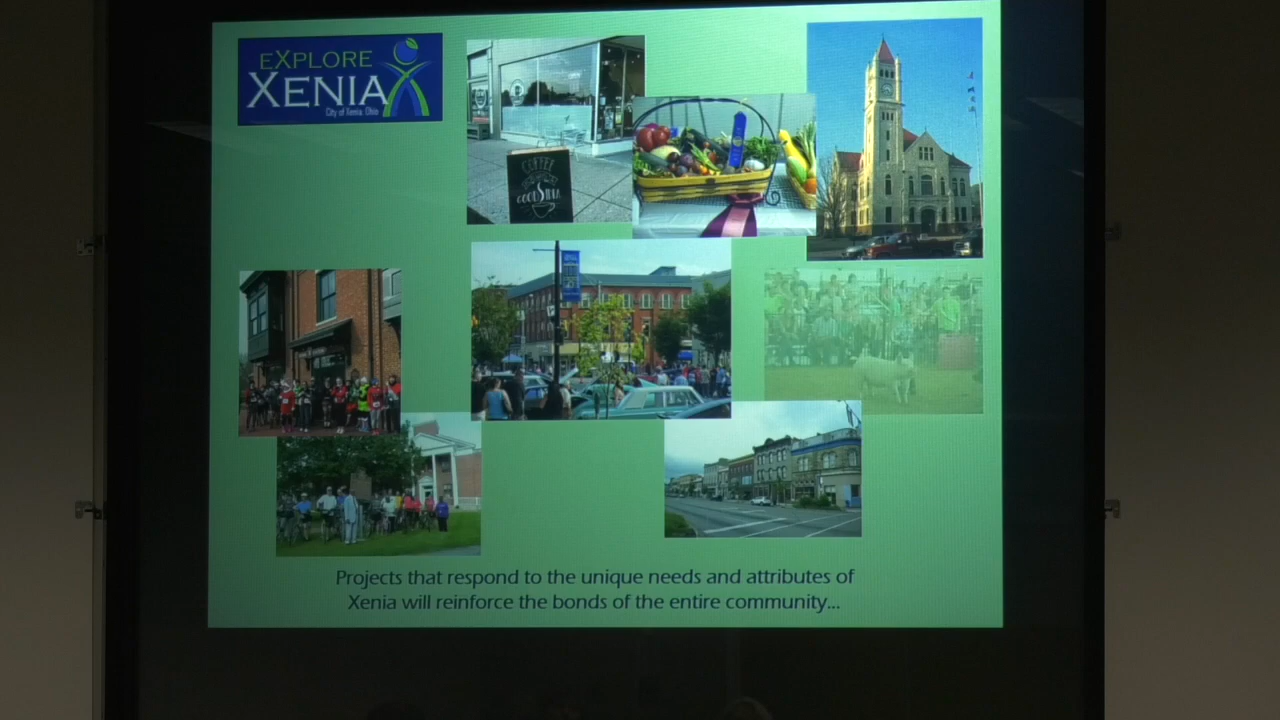 eXPLORE
XENIA
City of Xenia, Ohio
COFFEE
Projects that respond to the unique needs and attributes of
Xenia will reinforce the bonds of the entire community...